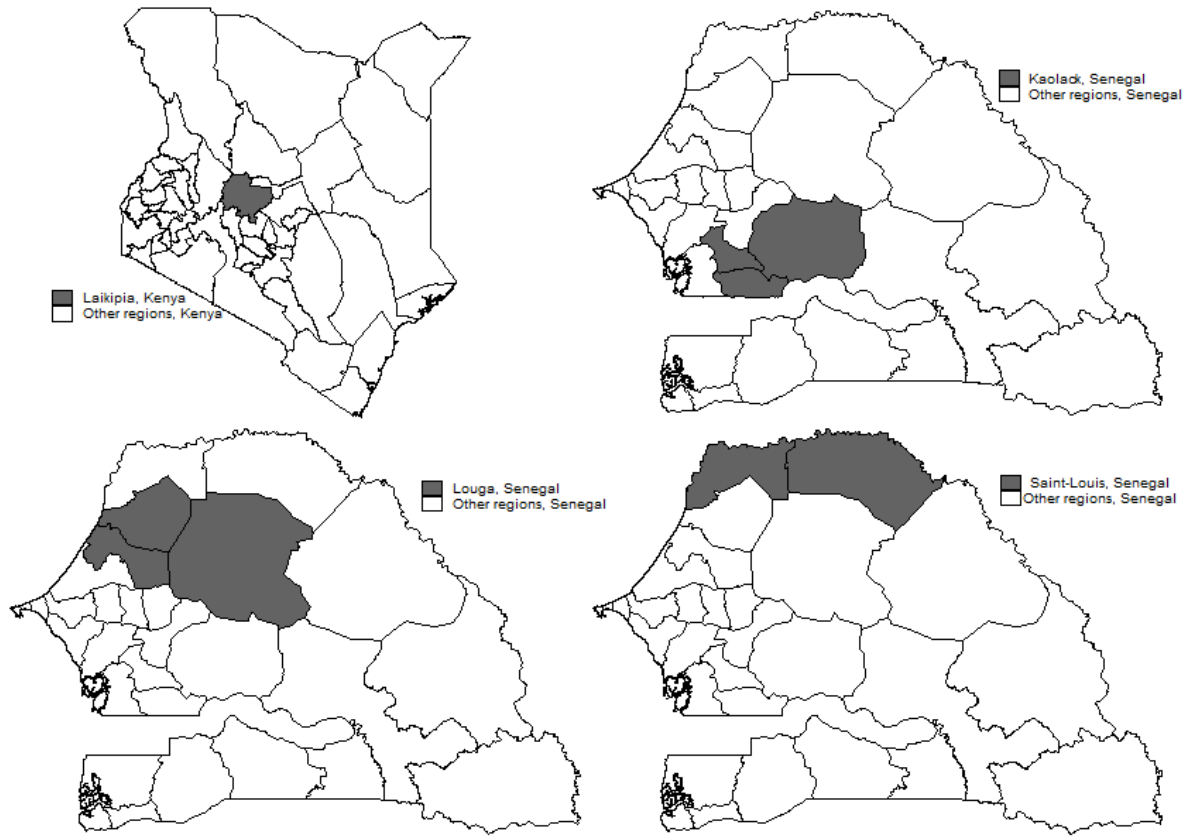 Kaolack, Senegal
Other regions, Senegal
Laikipia, Kenya
Other regions, Kenya
Louga, Senegal
Other regions, Senegal
Saint-Louis, Senegal
Other regions, Senegal